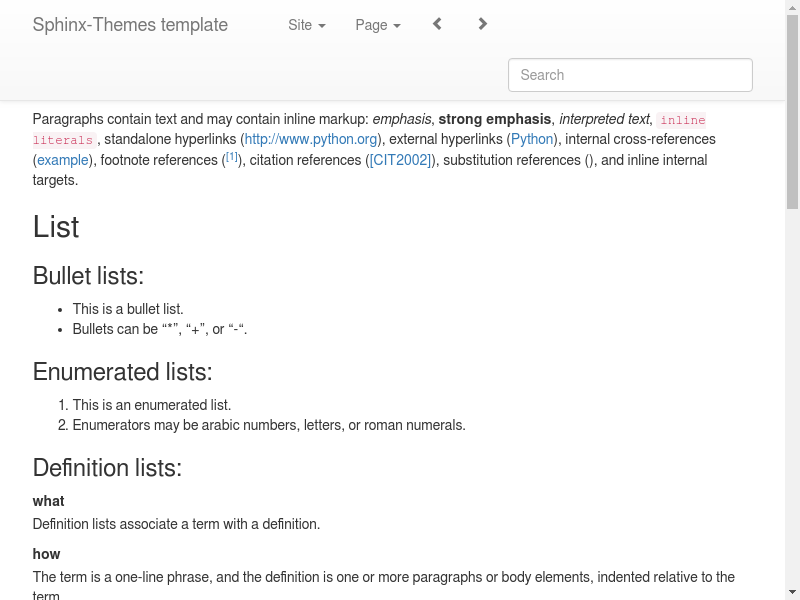 Sphinx-Themes template
Site
Page
Search
Paragraphs contain text and may contain inline markup: emphasis, strong emphasis, interpreted text, inline
literals, standalone hyperlinks (http://www.python.org), external hyperlinks (Python), internal cross-references
(example), footnote references ([1]), citation references ([CIT2002]), substitution references (), and inline internal
targets.
List
Bullet lists:
• This is a bullet list.
• Bullets can be “*”, “+”, or “-“.
Enumerated lists:
1. This is an enumerated list.
2. Enumerators may be arabic numbers, letters, or roman numerals.
Definition lists:
what
Definition lists associate a term with a definition.
how
The term is a one-line phrase, and the definition is one or more paragraphs or body elements, indented relative to the
term.